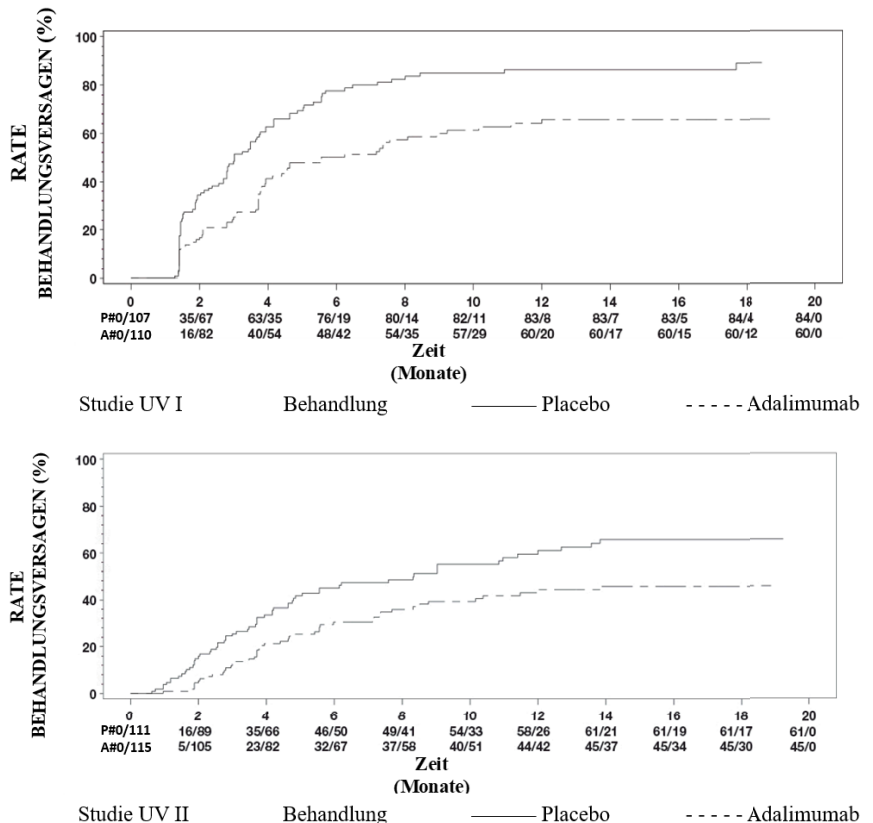 100
80
60
40
20
0
RATE
BEHANDLUNGSVERSAGEN (%)
0 2 4 6 8 10 12 14 16 18 20
P#0/107 35/67 63/35 76/19 80/14 82/11 83/8 83/7 83/5 84/4 84/0
A#0/110 16/82 40/54 48/42 54/35 57/29 60/20 60/17 60/15 60/12 60/0
Zeit
(Monate)
Studie UV I Behandlung Placebo Adalimumab
100
80
60
40
20
0
RATE
BEHANDLUNGSVERSAGEN (%)
0 2 4 6 8 10 12 14 16 18 20
P#0/111 16/89 35/66 46/50 49/41 54/33 58/26 61/21 61/19 61/17 61/0
A#0/115 5/105 23/82 32/67 37/58 40/51 44/42 45/37 45/34 45/30 45/0
Zeit
(Monate)
Studie UV II Behandlung Placebo Adalimumab